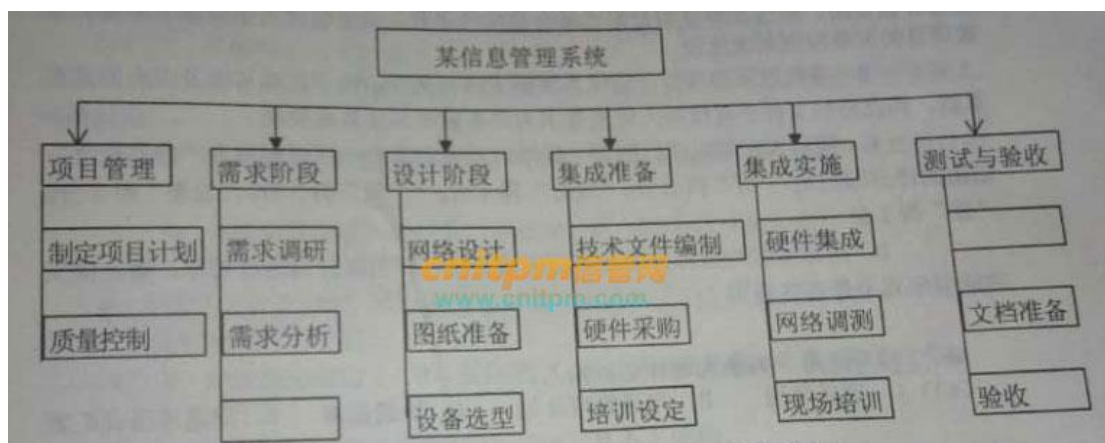 某信息管理系统
项目管理
需求阶段
设计阶段
集成准备
集成实施
测试与验收
制定项目计划
需求调研
网络设计
技术文件编制
硬件集成
cnitpm信管网
www.cnitpm.com
质量控制
需求分析
图纸准备
硬件采购
网络调测
文档准备
设备选型
培训设定
现场培训
验收